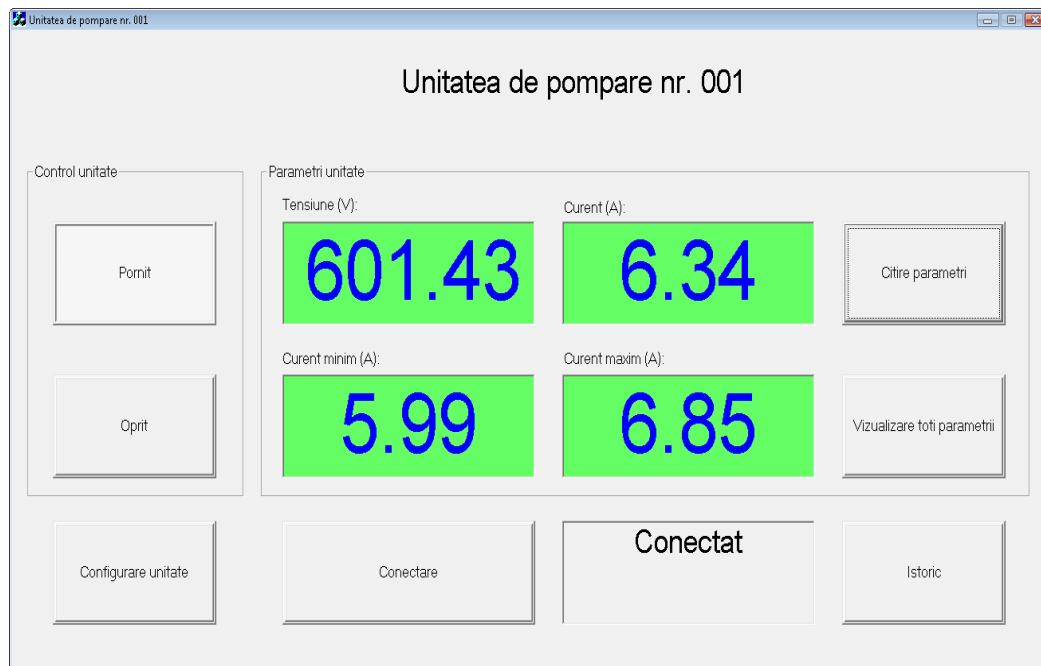 Unitatea de pompare nr. 001
Unitatea de pompare nr. 001
Control unitate
Pornit
Oprit
Parametri unitate
Tensiune (V):
601.43
Curent (A):
6.34
Citire parametri
Curent minim (A):
5.99
Curent maxim (A):
6.85
Vizualizare toti parametrii
Configurare unitate
Conectare
Conectat
Istoric